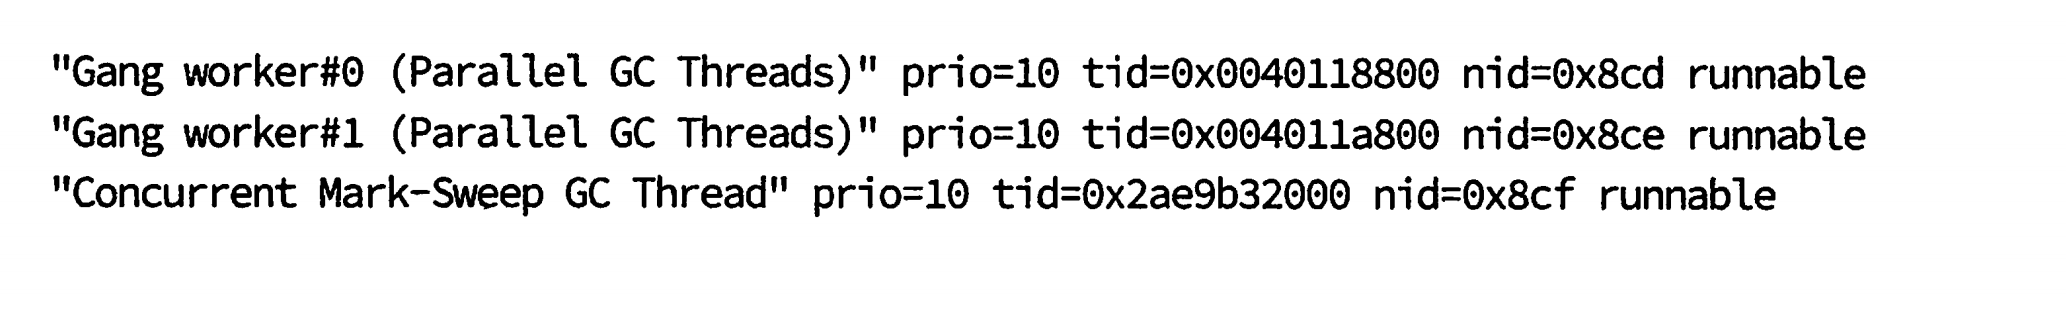 "Gang worker#0 (Parallel GC Threads)" prio=10 tid=0x0040118800 nid=0x8cd runnable
"Gang worker#1 (Parallel GC Threads)" prio=10 tid=0x004011a800 nid=0x8ce runnable
"Concurrent Mark-Sweep GC Thread" prio=10 tid=0x2ae9b32000 nid=0x8cf runnable